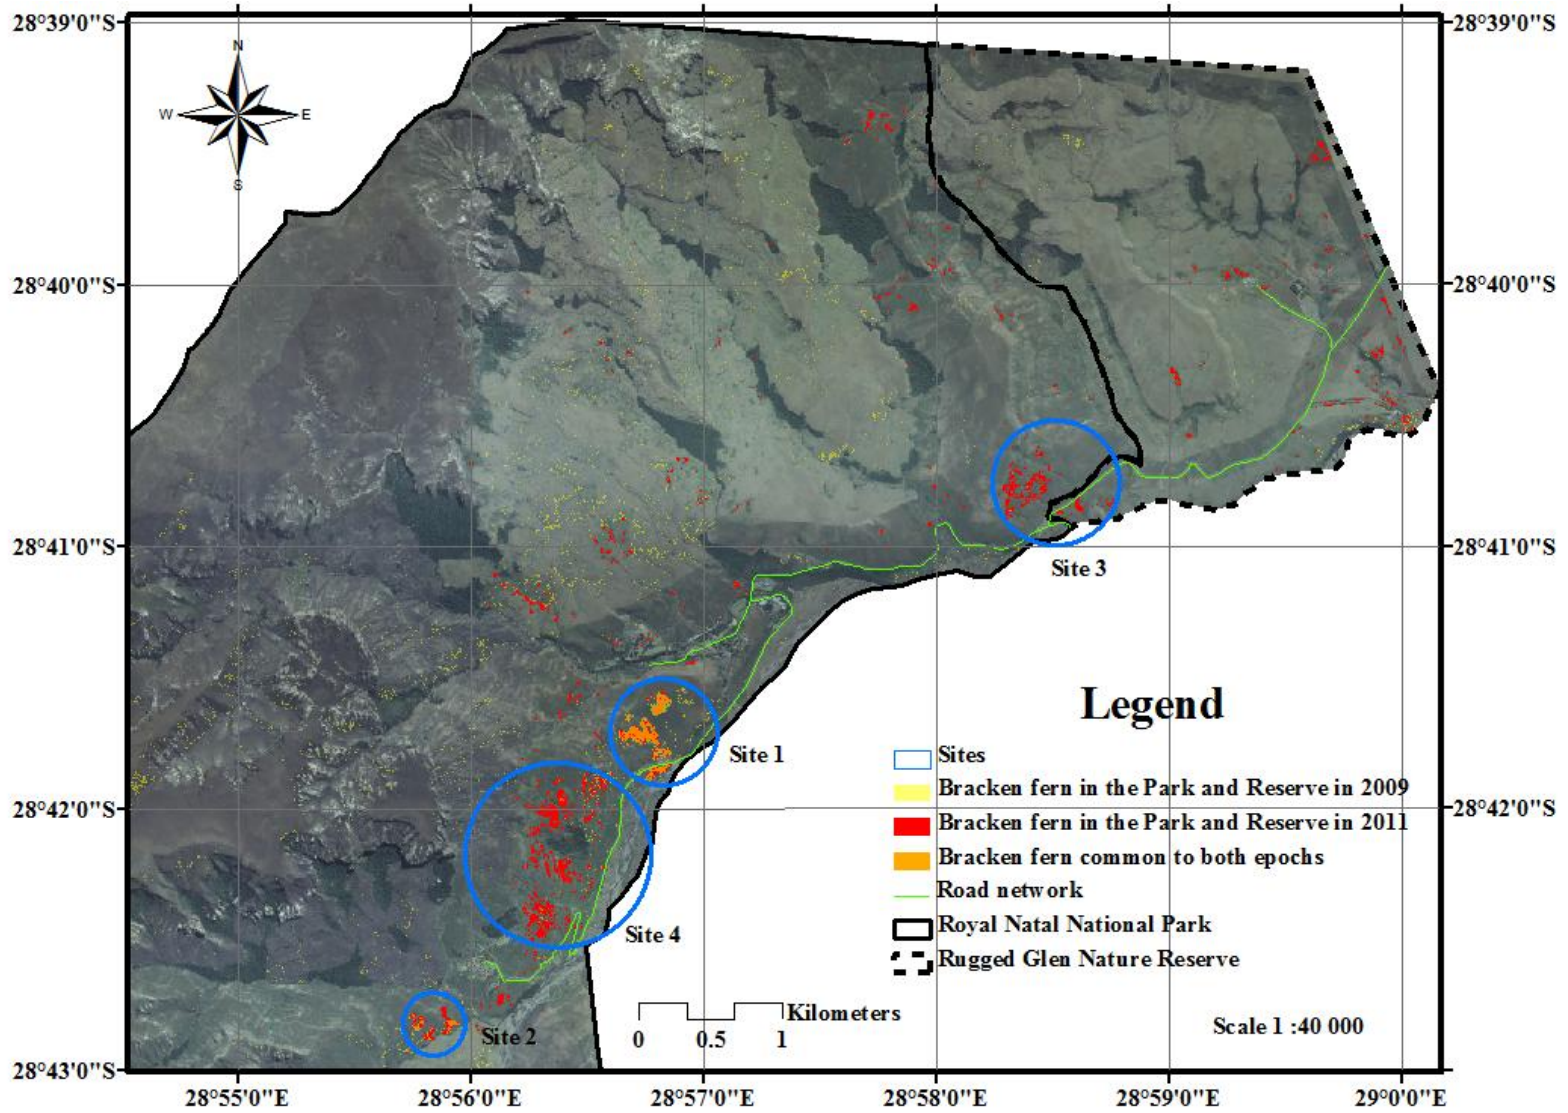 28°39'0"S
28°39'0"S
N
W
E
S
28°40'0"S
28°40'0"S
28°41'0"S
28°41'0"S
Site 3
Legend
Site 1
Sites
Bracken fern in the Park and Reserve in 2009
28°42'0"S
28°42'0"S
Bracken fern in the Park and Reserve in 2011
Bracken fern common to both epochs
Road network
Royal Natal National Park
Site 4
Rugged Glen Nature Reserve
Kilometers
Scale 1 :40 000
Site 2
0 0.5 1
28°43'0"S
28°55'0"E 28°56'0"E 28°57'0"E 28°58'0"E 28°59'0"E 29°0'0"E